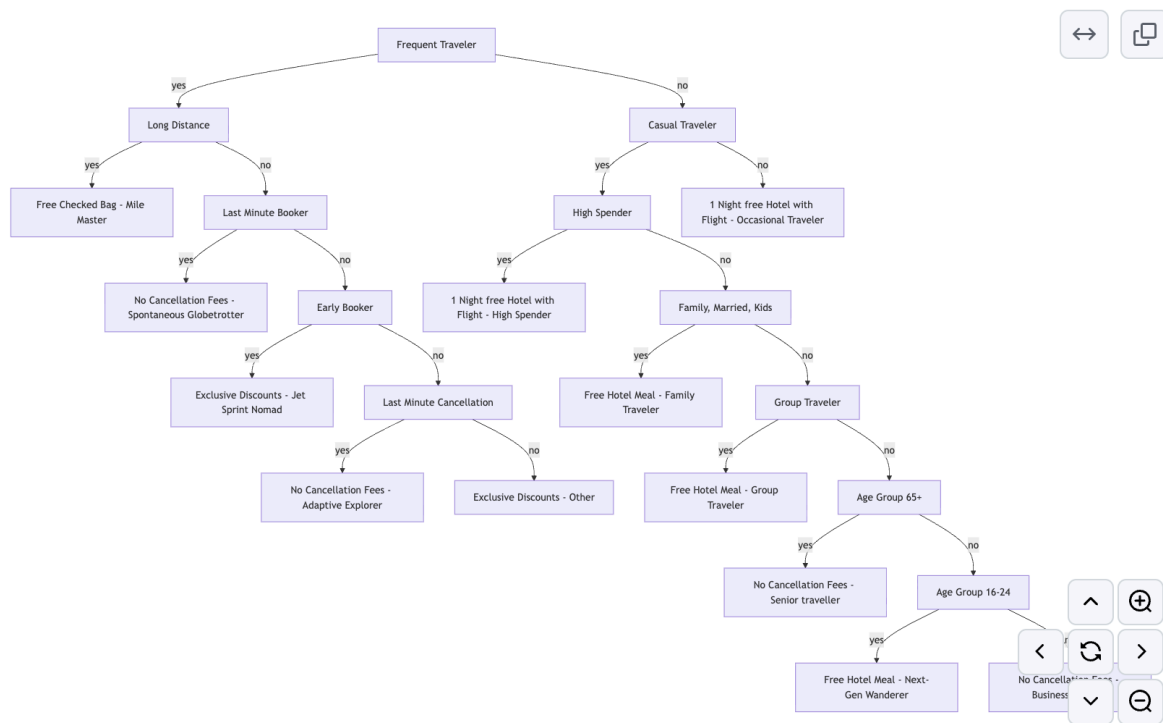 Frequent Traveler
yes
no
Long Distance
Casual Traveler
yes
no
yes
no
Free Checked Bag - Mile
Master
Last Minute Booker
High Spender
1 Night free Hotel with
Flight - Occasional Traveler
yes
no
yes
no
No Cancellation Fees -
Spontaneous Globetrotter
Early Booker
1 Night free Hotel with
Flight - High Spender
Family, Married, Kids
yes
no
yes
no
Exclusive Discounts - Jet
Sprint Nomad
Last Minute Cancellation
Free Hotel Meal - Family
Traveler
Group Traveler
yes
no
yes
no
No Cancellation Fees -
Adaptive Explorer
Exclusive Discounts - Other
Free Hotel Meal - Group
Traveler
Age Group 65+
yes
no
No Cancellation Fees -
Senior traveller
Age Group 16-24
yes
Free Hotel Meal - Next-
Gen Wanderer
No Cancellation Fees -
Business